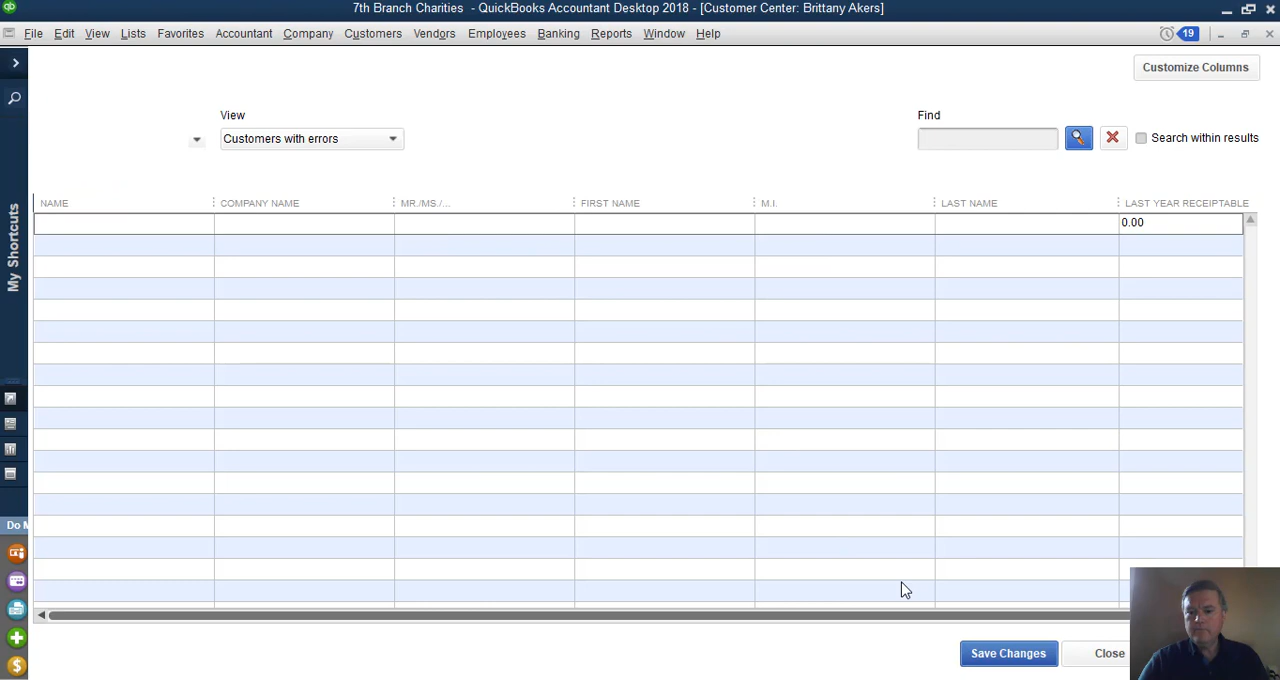 7th Branch Charities - QuickBooks Accountant Desktop 2018 - [Customer Center: Brittany Akers]
File Edit View Lists Favorites Accountant Company Customers Vendors Employees Banking Reports Window Help 19
Customize Columns
View Find
Customers with errors Search within results
NAME COMPANY NAME MR./MS./... FIRST NAME M.I. LAST NAME LAST YEAR RECEIPTABLE
0.00
My Shortcuts
Do M
Save Changes Close